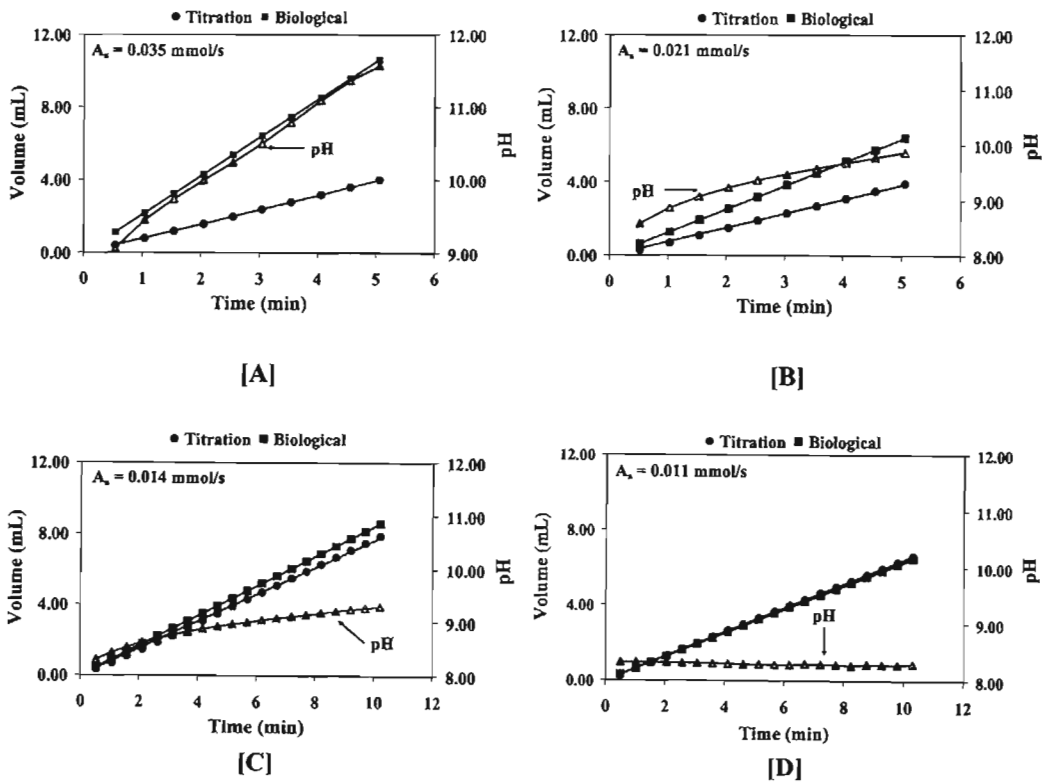 Titration Biological
A_s = 0.035 mmol/s
12.00
8.00
4.00
0.00
Volume (mL)
12.00
11.00
10.00
9.00
pH
pH
0 1 2 3 4 5 6
Time (min)
[A]
Titration Biological
A_s = 0.021 mmol/s
12.00
8.00
4.00
0.00
Volume (mL)
12.00
11.00
10.00
9.00
8.00
pH
pH
0 1 2 3 4 5 6
Time (min)
[B]
Titration Biological
A_s = 0.014 mmol/s
12.00
8.00
4.00
0.00
Volume (mL)
12.00
11.00
10.00
9.00
8.00
pH
pH
0 2 4 6 8 10 12
Time (min)
[C]
Titration Biological
A_s = 0.011 mmol/s
12.00
8.00
4.00
0.00
Volume (mL)
12.00
11.00
10.00
9.00
8.00
pH
pH
0 2 4 6 8 10 12
Time (min)
[D]